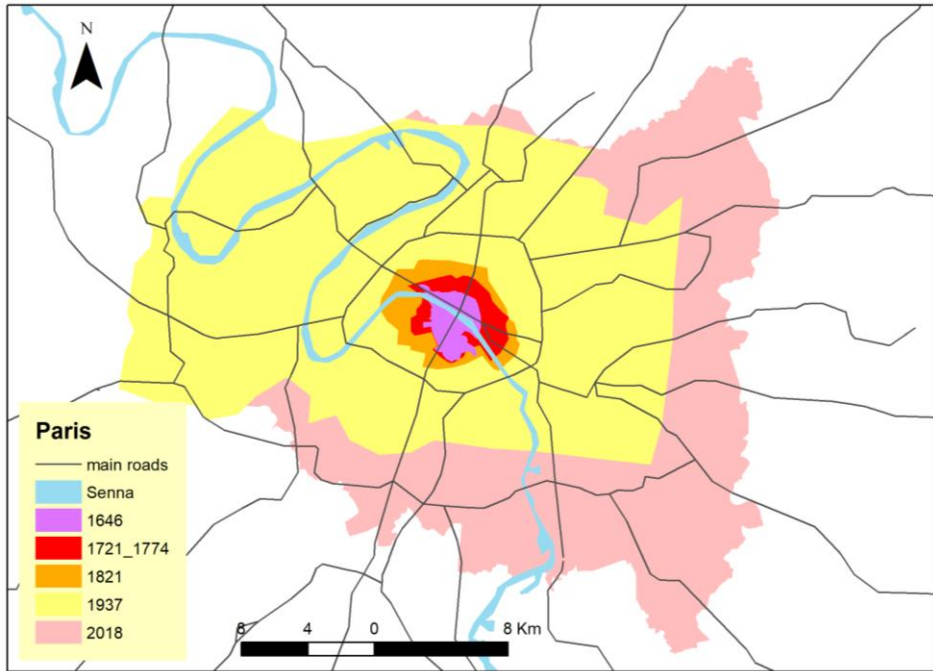 N
Paris
main roads
Senna
1646
1721_1774
1821
1937
2018
8 4 0 8 Km